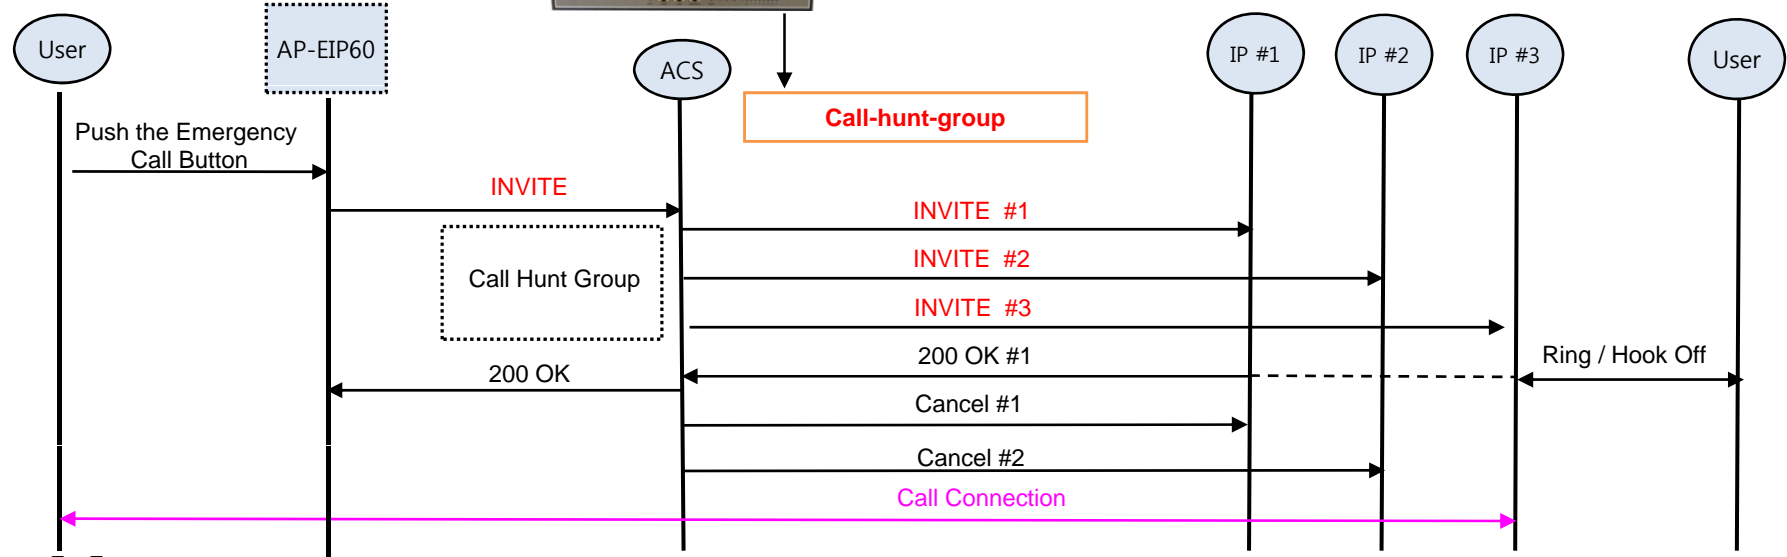 User
AP-EIP60
ACS
IP #1
IP #2
IP #3
User
Call-hunt-group
Push the Emergency
Call Button
INVITE
INVITE  #1
INVITE  #2
Call Hunt Group
INVITE  #3
200 OK #1
Ring / Hook Off
200 OK
Cancel #1
Cancel #2
Call Connection